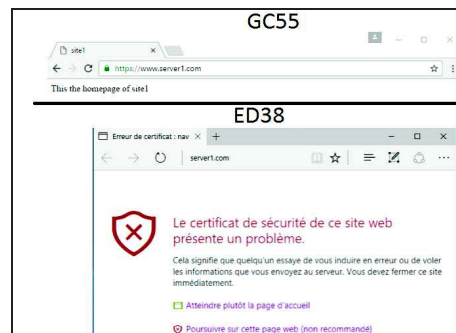 GC55
site1
https://www.server1.com
This the homepage of site1
ED38
Erreur de certificat : nav
server1.com
Le certificat de sécurité de ce site web
présente un problème.
Cela signifie que quelqu'un essaye de vous induire en erreur ou de voler
les informations que vous envoyez au serveur. Vous devez fermer ce site
immédiatement.
Atteindre plutôt la page d'accueil
Poursuivre sur cette page web (non recommandé)